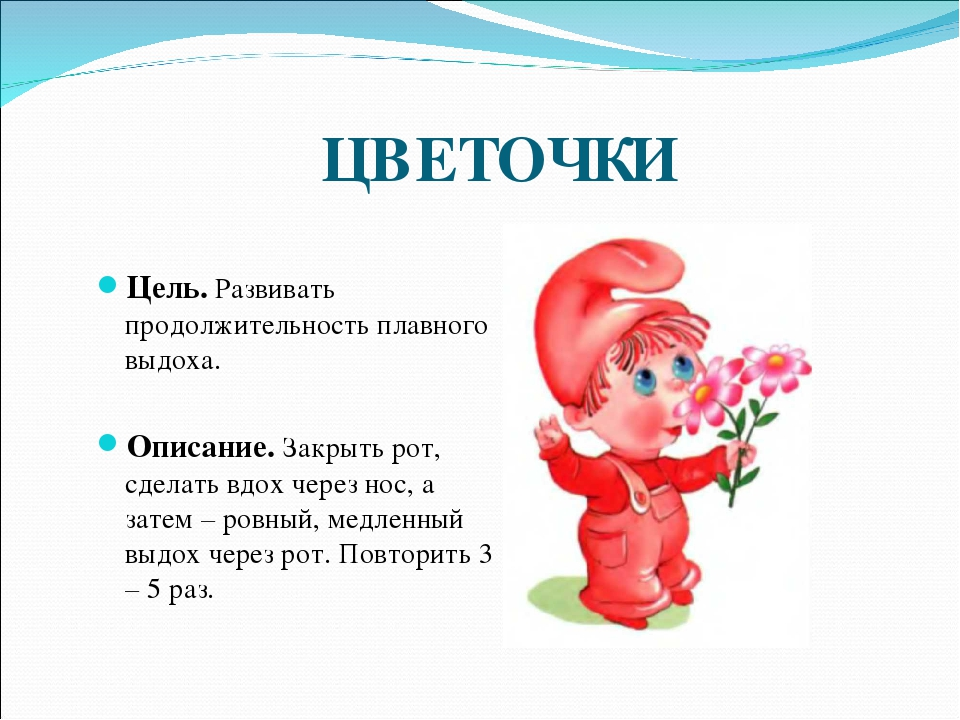 ЦВЕТОЧКИ
Цель. Развивать
продолжительность плавного
выдоха.
Описание. Закрыть рот,
сделать вдох через нос, а
затем – ровный, медленный
выдох через рот. Повторить 3
– 5 раз.